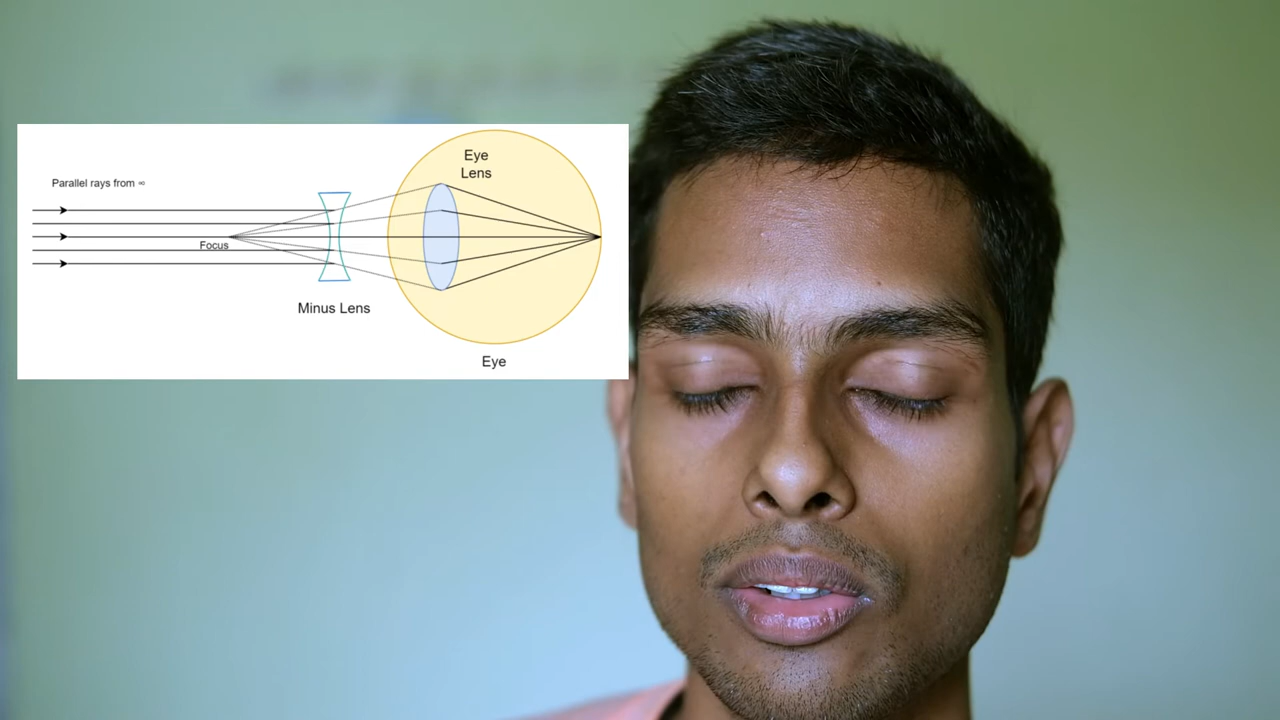 Parallel rays from ∞
Eye
Lens
Focus
Minus Lens
Eye